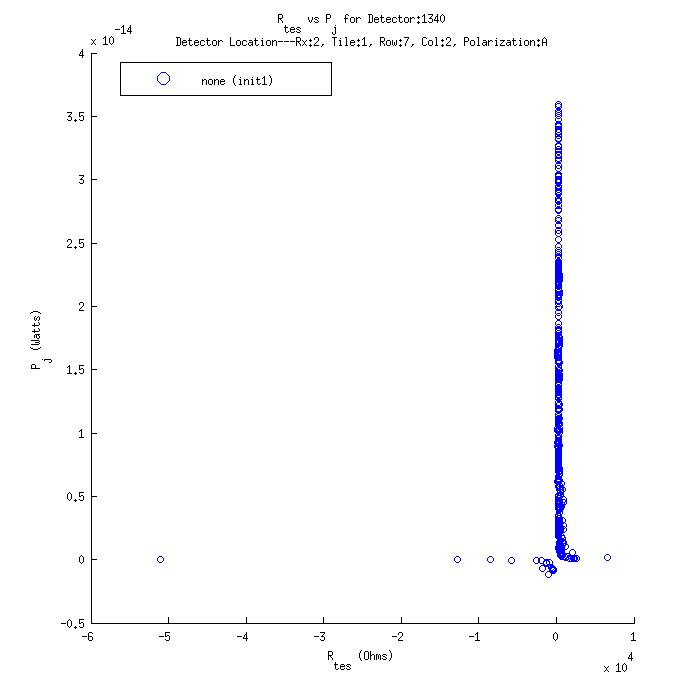 R_tes vs P_j for Detector:1340
Detector Location---Rx:2, Tile:1, Row:7, Col:2, Polarization:A
x 10^-14
none (init1)
4
3.5
3
2.5
2
1.5
1
0.5
0
-0.5
P_j (Watts)
-6 -5 -4 -3 -2 -1 0 1
R_tes (Ohms)
x 10^4